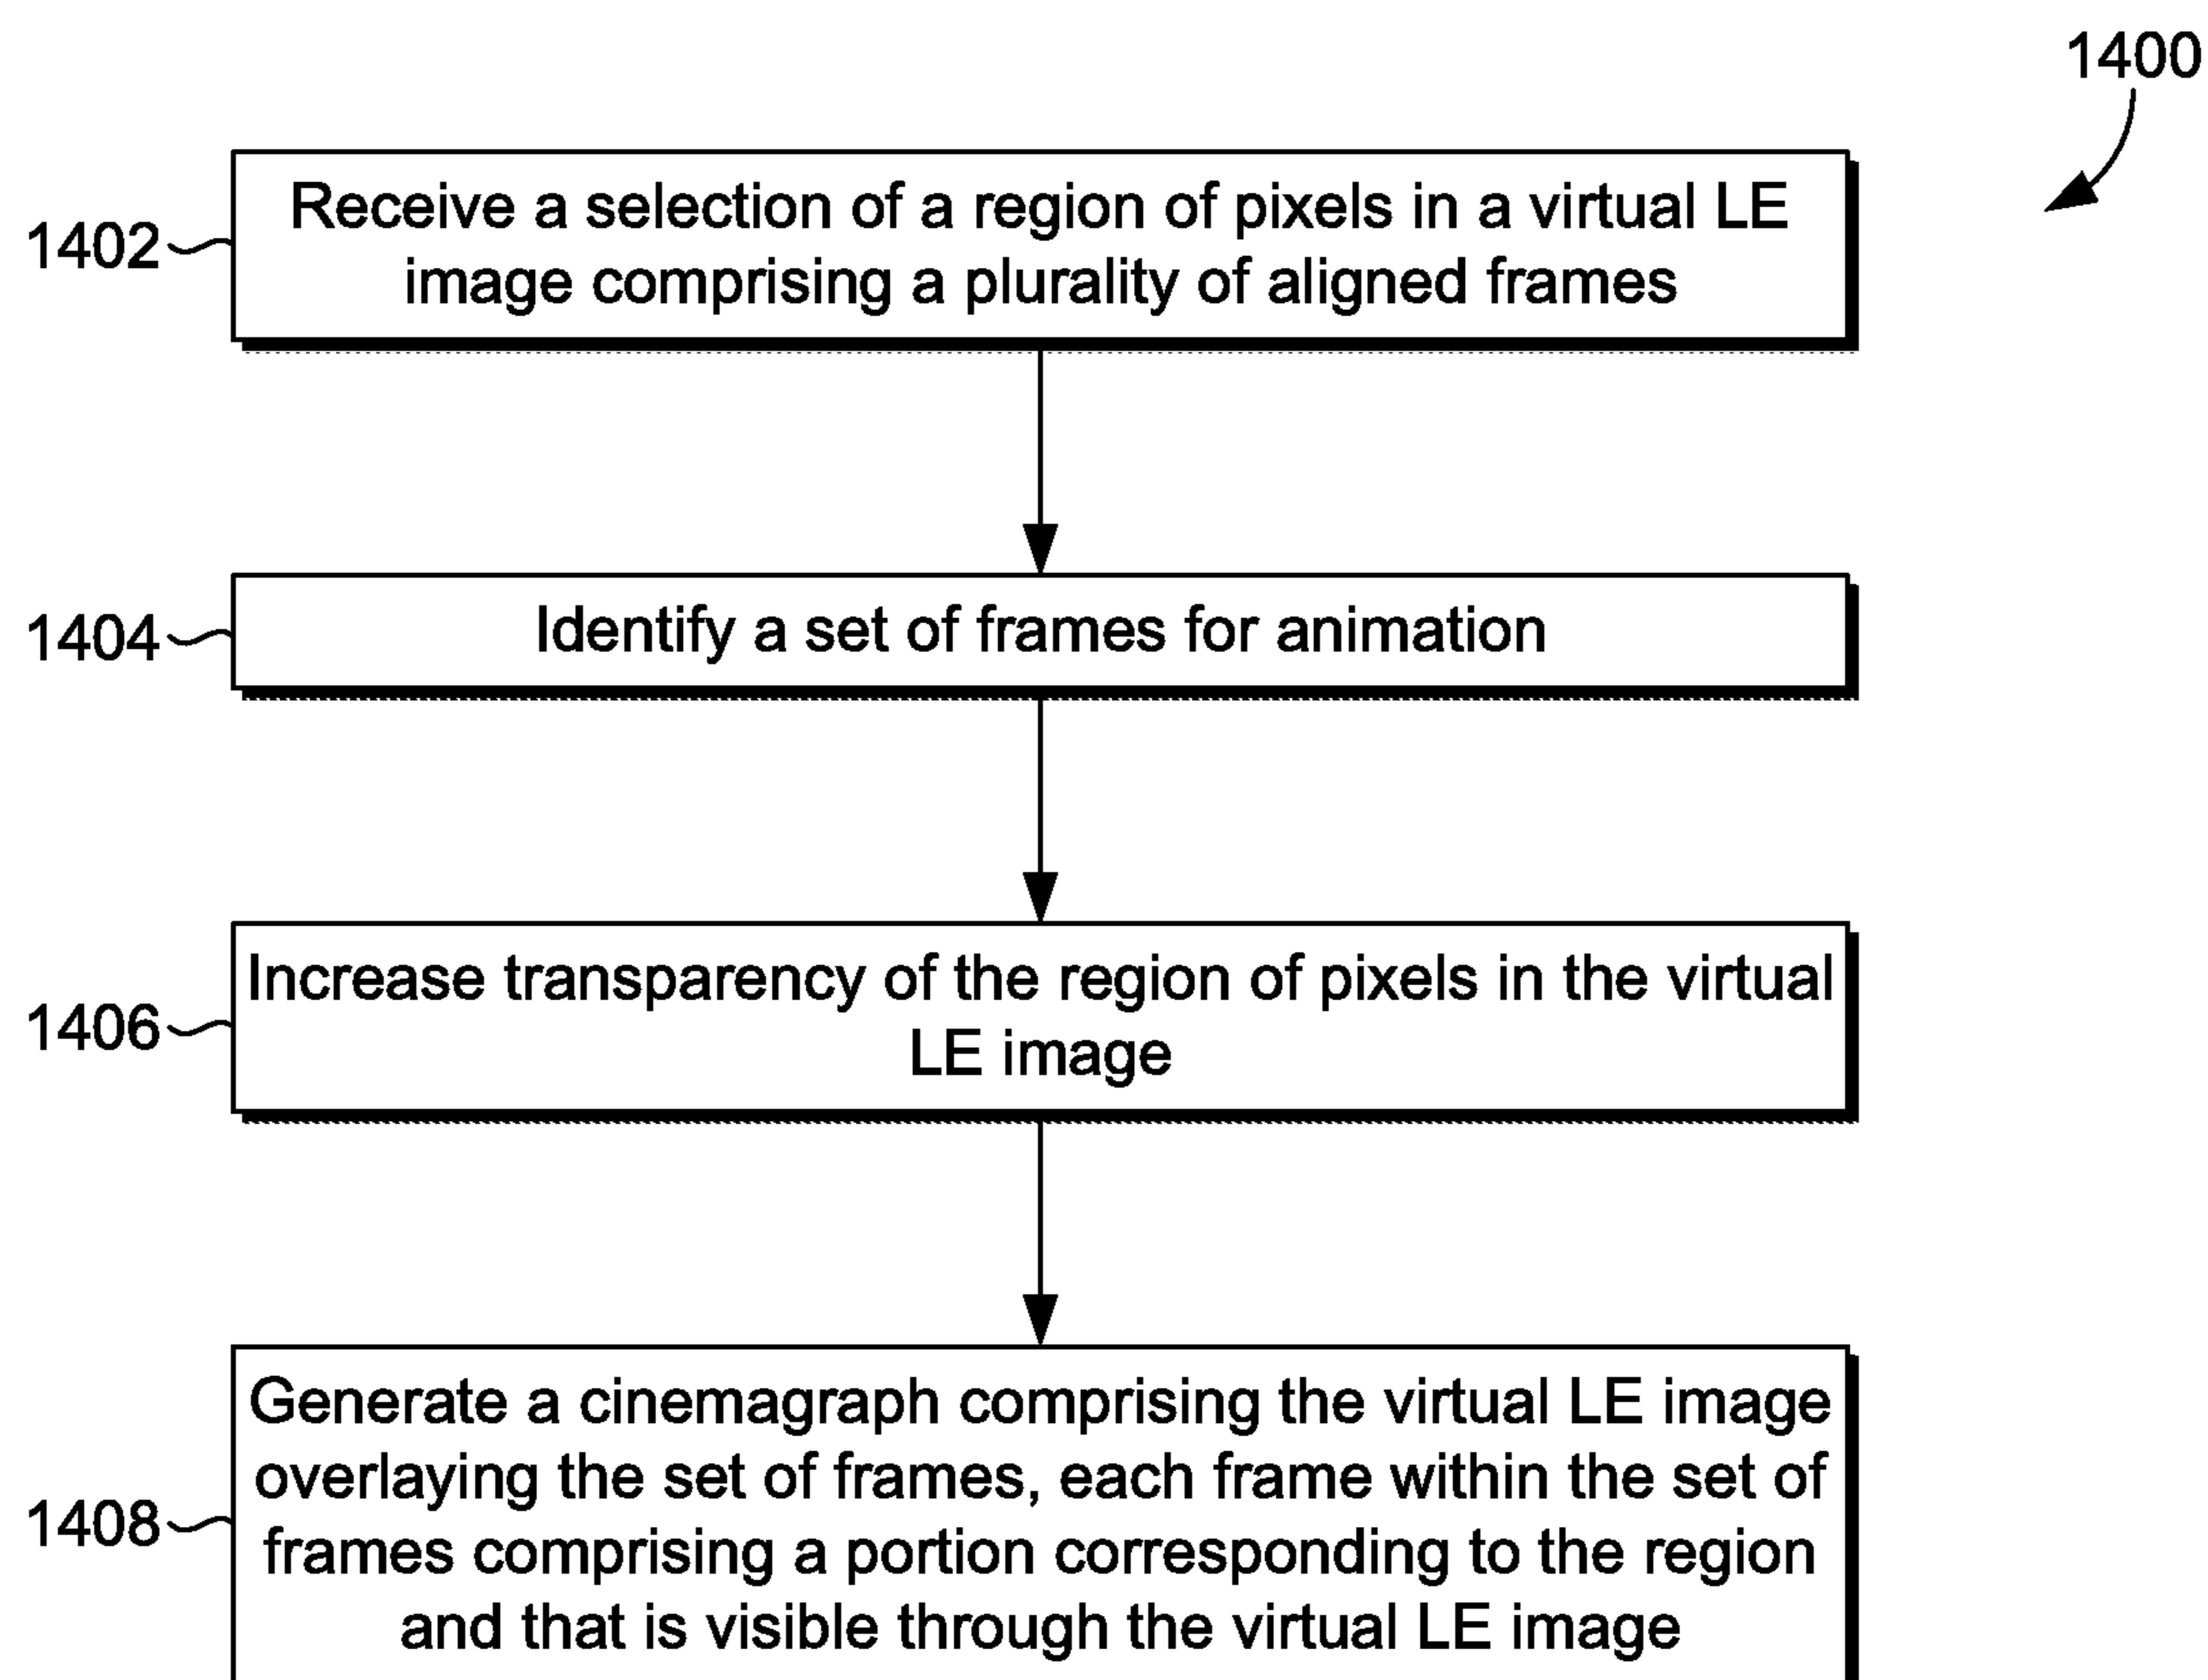 1400
1402
Receive a selection of a region of pixels in a virtual LE
image comprising a plurality of aligned frames
1404
Identify a set of frames for animation
1406
Increase transparency of the region of pixels in the virtual
LE image
1408
Generate a cinemagraph comprising the virtual LE image
overlaying the set of frames, each frame within the set of
frames comprising a portion corresponding to the region
and that is visible through the virtual LE image